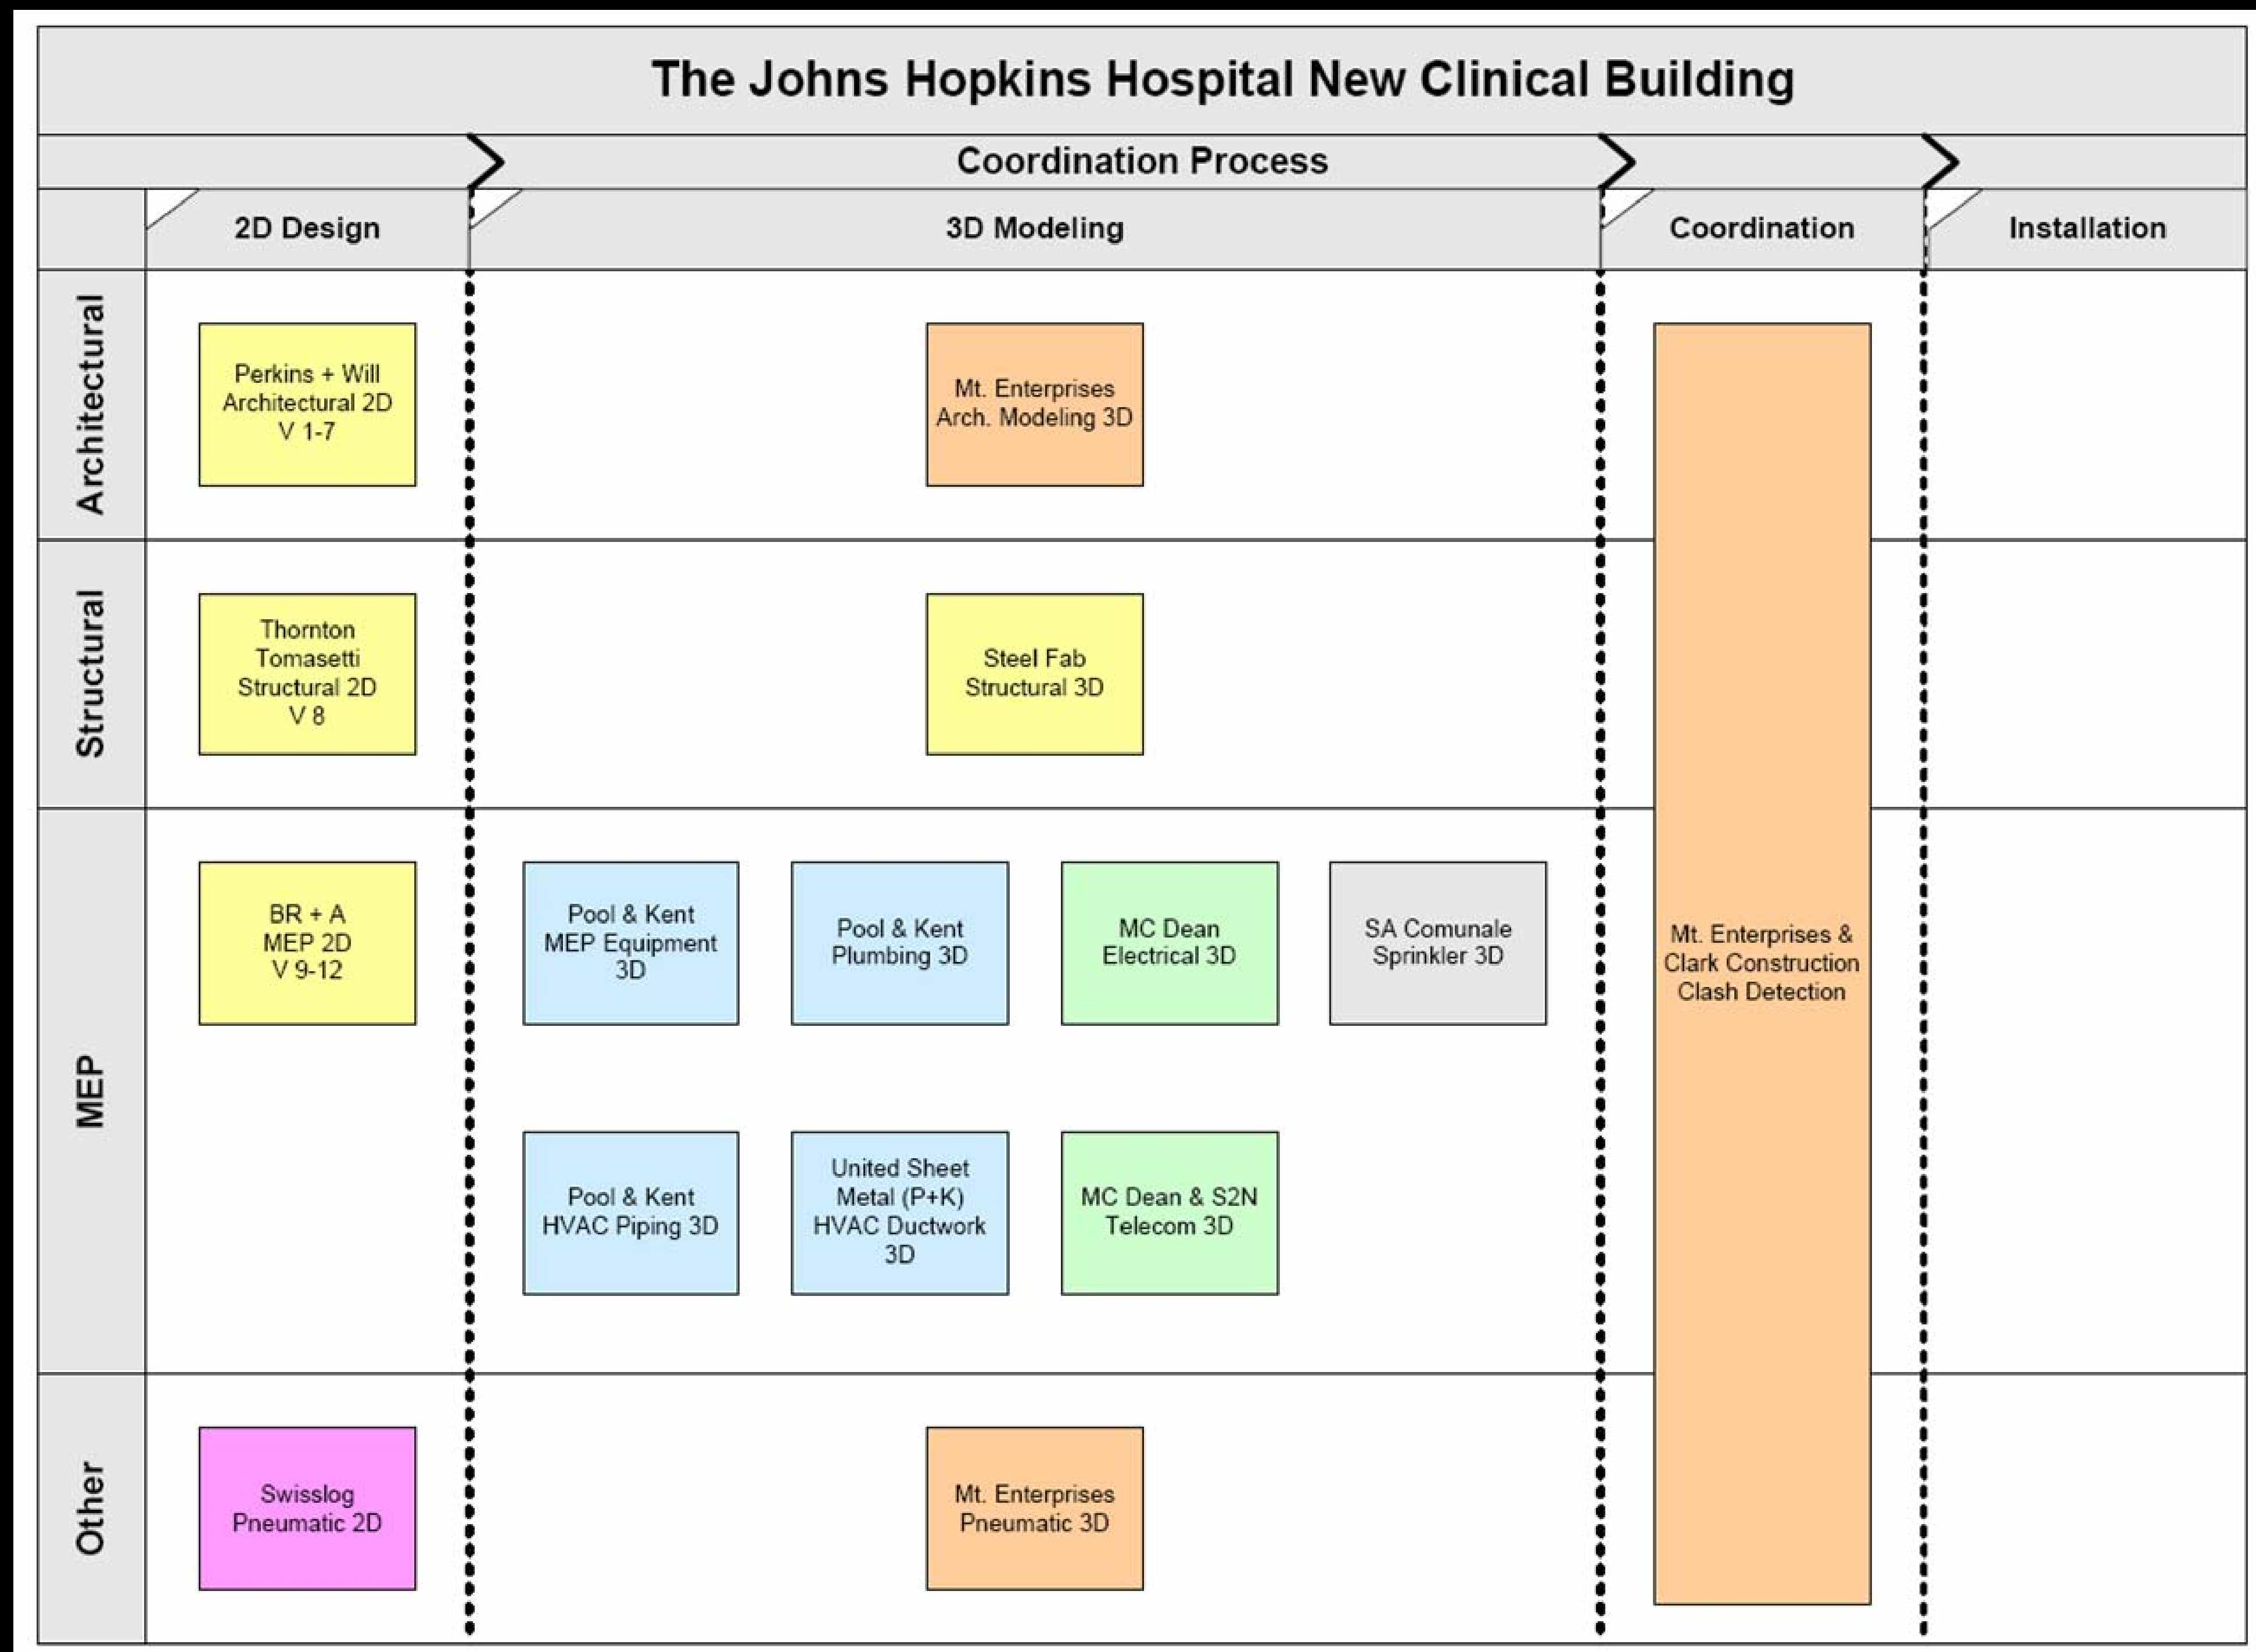 The Johns Hopkins Hospital New Clinical Building
Coordination Process
2D Design
3D Modeling
Coordination
Installation
Architectural
Perkins + Will
Architectural 2D
V 1-7
Mt. Enterprises
Arch. Modeling 3D
Structural
Thornton
Tomasetti
Structural 2D
V 8
Steel Fab
Structural 3D
MEP
BR + A
MEP 2D
V 9-12
Pool & Kent
MEP Equipment
3D
Pool & Kent
Plumbing 3D
MC Dean
Electrical 3D
SA Comunale
Sprinkler 3D
Pool & Kent
HVAC Piping 3D
United Sheet
Metal (P+K)
HVAC Ductwork
3D
MC Dean & S2N
Telecom 3D
Mt. Enterprises &
Clark Construction
Clash Detection
Other
Swisslog
Pneumatic 2D
Mt. Enterprises
Pneumatic 3D